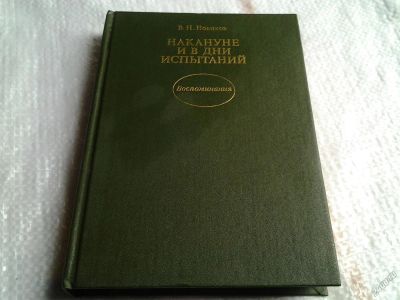 В. Н. Новиков
НАКАНУНЕ
И В ДНИ
ИСПЫТАНИЙ
Воспоминания